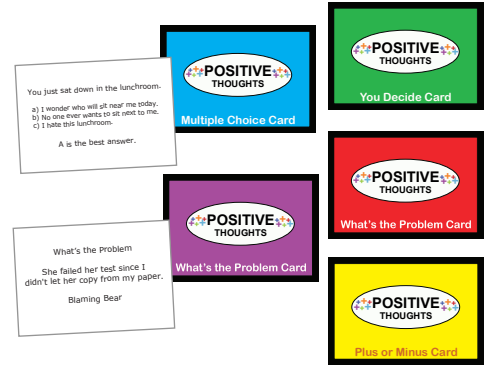 You just sat down in the lunchroom.
a) I wonder who will sit near me today.
b) No one ever wants to sit next to me.
c) I hate this lunchroom.
A is the best answer.
POSITIVE
THOUGHTS
Multiple Choice Card
POSITIVE
THOUGHTS
You Decide Card
What's the Problem
She failed her test since I
didn't let her copy from my paper.
Blaming Bear
POSITIVE
THOUGHTS
What's the Problem Card
POSITIVE
THOUGHTS
What's the Problem Card
POSITIVE
THOUGHTS
Plus or Minus Card